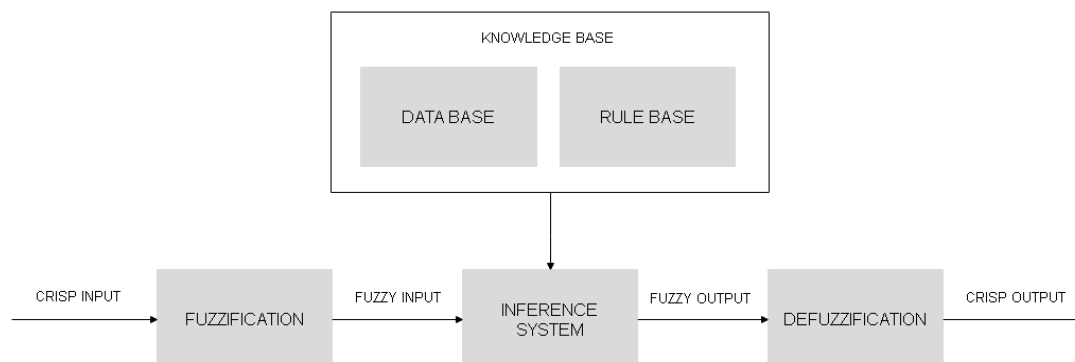 KNOWLEDGE BASE
DATA BASE
RULE BASE
CRISP INPUT
FUZZIFICATION
FUZZY INPUT
INFERENCE
SYSTEM
FUZZY OUTPUT
DEFUZZIFICATION
CRISP OUTPUT